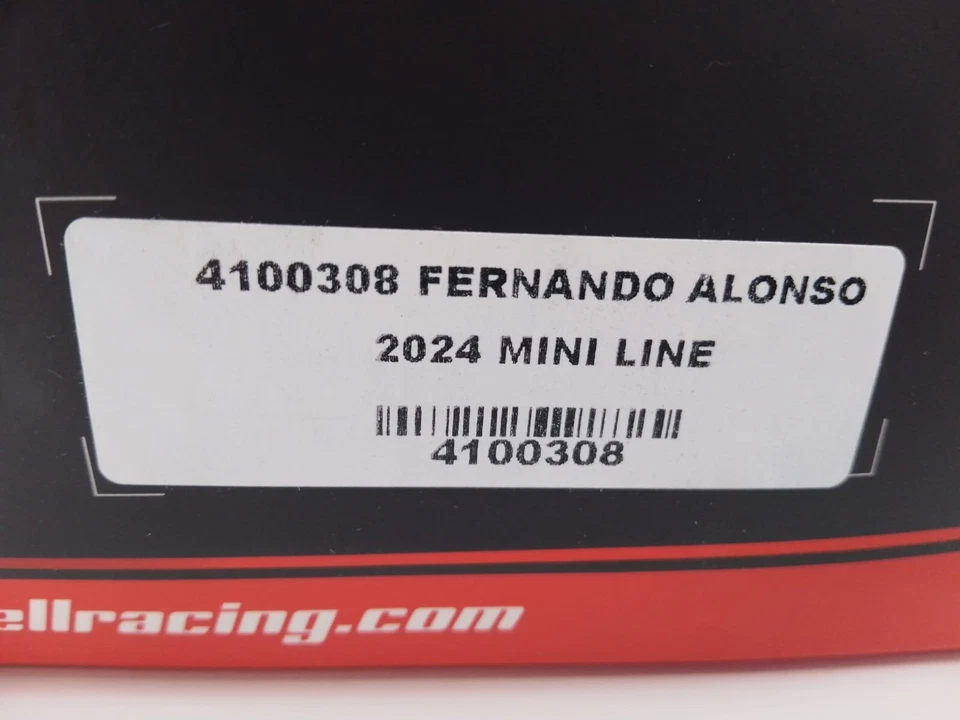 4100308 FERNANDO ALONSO
2024 MINI LINE
4100308
ellracing.com